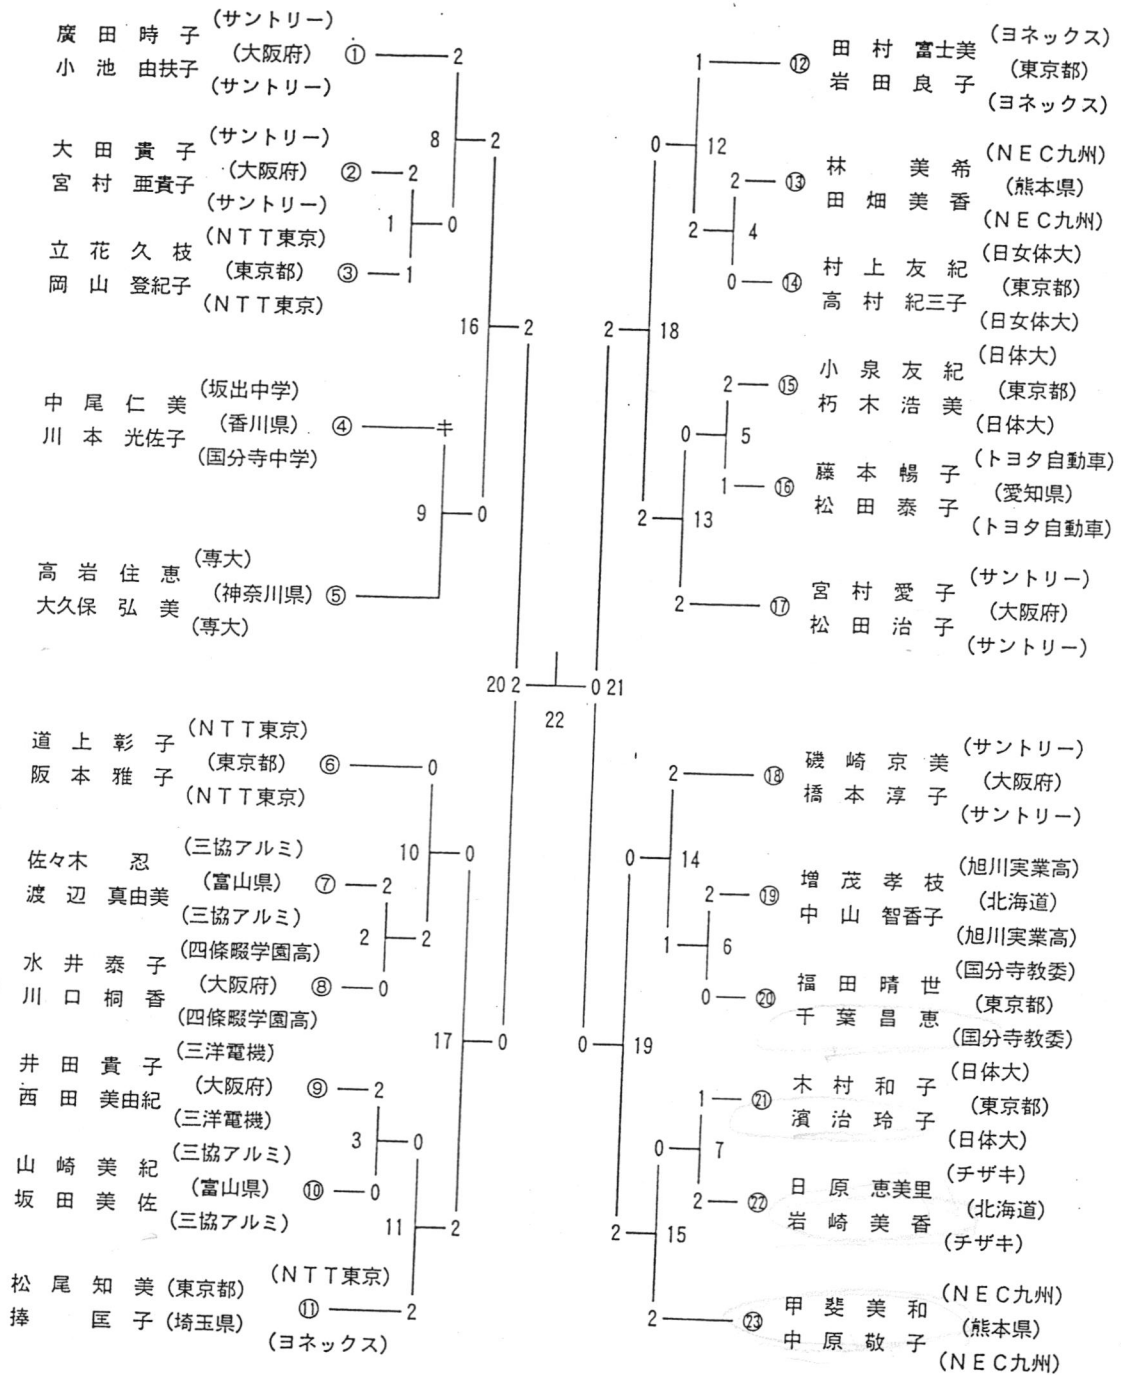 廣田時子 (サントリー)
(大阪府) ① 2
小池由扶子 (サントリー)
8 2
大田貴子 (サントリー)
(大阪府) ② 2
宮村亜貴子 (サントリー)
1 0
立花久枝 (NTT東京)
(東京都) ③ 1
岡山登紀子 (NTT東京)
16 2
中尾仁美 (坂出中学)
(香川県) ④ キ
川本光佐子 (国分寺中学)
9 0
高岩住恵 (専大)
(神奈川県) ⑤
大久保弘美 (専大)
20 2
道上彰子 (NTT東京)
(東京都) ⑥ 0
阪本雅子 (NTT東京)
10 0
佐々木忍 (三協アルミ)
(富山県) ⑦ 2
渡辺真由美 (三協アルミ)
2 2
水井泰子 (四條畷学園高)
(大阪府) ⑧ 0
川口桐香 (四條畷学園高)
17 0
井田貴子 (三洋電機)
(大阪府) ⑨ 2
西田美由紀 (三洋電機)
3 0
山崎美紀 (三協アルミ)
(富山県) ⑩ 0
坂田美佐 (三協アルミ)
11 2
松尾知美 (東京都) (NTT東京)
⑪ 2
捧匡子 (埼玉県) (ヨネックス)
22
1 ⑫ 田村富士美 (ヨネックス)
(東京都)
岩田良子 (ヨネックス)
0 12
2 ⑬ 林美希 (NEC九州)
(熊本県)
田畑美香 (NEC九州)
2 4
0 ⑭ 村上友紀 (日女体大)
(東京都)
高村紀三子 (日女体大)
2 18
2 ⑮ 小泉友紀 (日体大)
(東京都)
朽木浩美 (日体大)
0 5
1 ⑯ 藤本暢子 (トヨタ自動車)
(愛知県)
松田泰子 (トヨタ自動車)
2 13
2 ⑰ 宮村愛子 (サントリー)
(大阪府)
松田治子 (サントリー)
0 21
2 ⑱ 磯崎京美 (サントリー)
(大阪府)
橋本淳子 (サントリー)
0 14
2 ⑲ 増茂孝枝 (旭川実業高)
(北海道)
中山智香子 (旭川実業高)
1 6
0 ⑳ 福田晴世 (国分寺教委)
(東京都)
千葉昌恵 (国分寺教委)
0 19
1 ㉑ 木村和子 (日体大)
(東京都)
濱治玲子 (日体大)
0 7
2 ㉒ 日原恵美里 (チザキ)
(北海道)
岩崎美香 (チザキ)
2 15
2 ㉓ 甲斐美和 (NEC九州)
(熊本県)
中原敬子 (NEC九州)